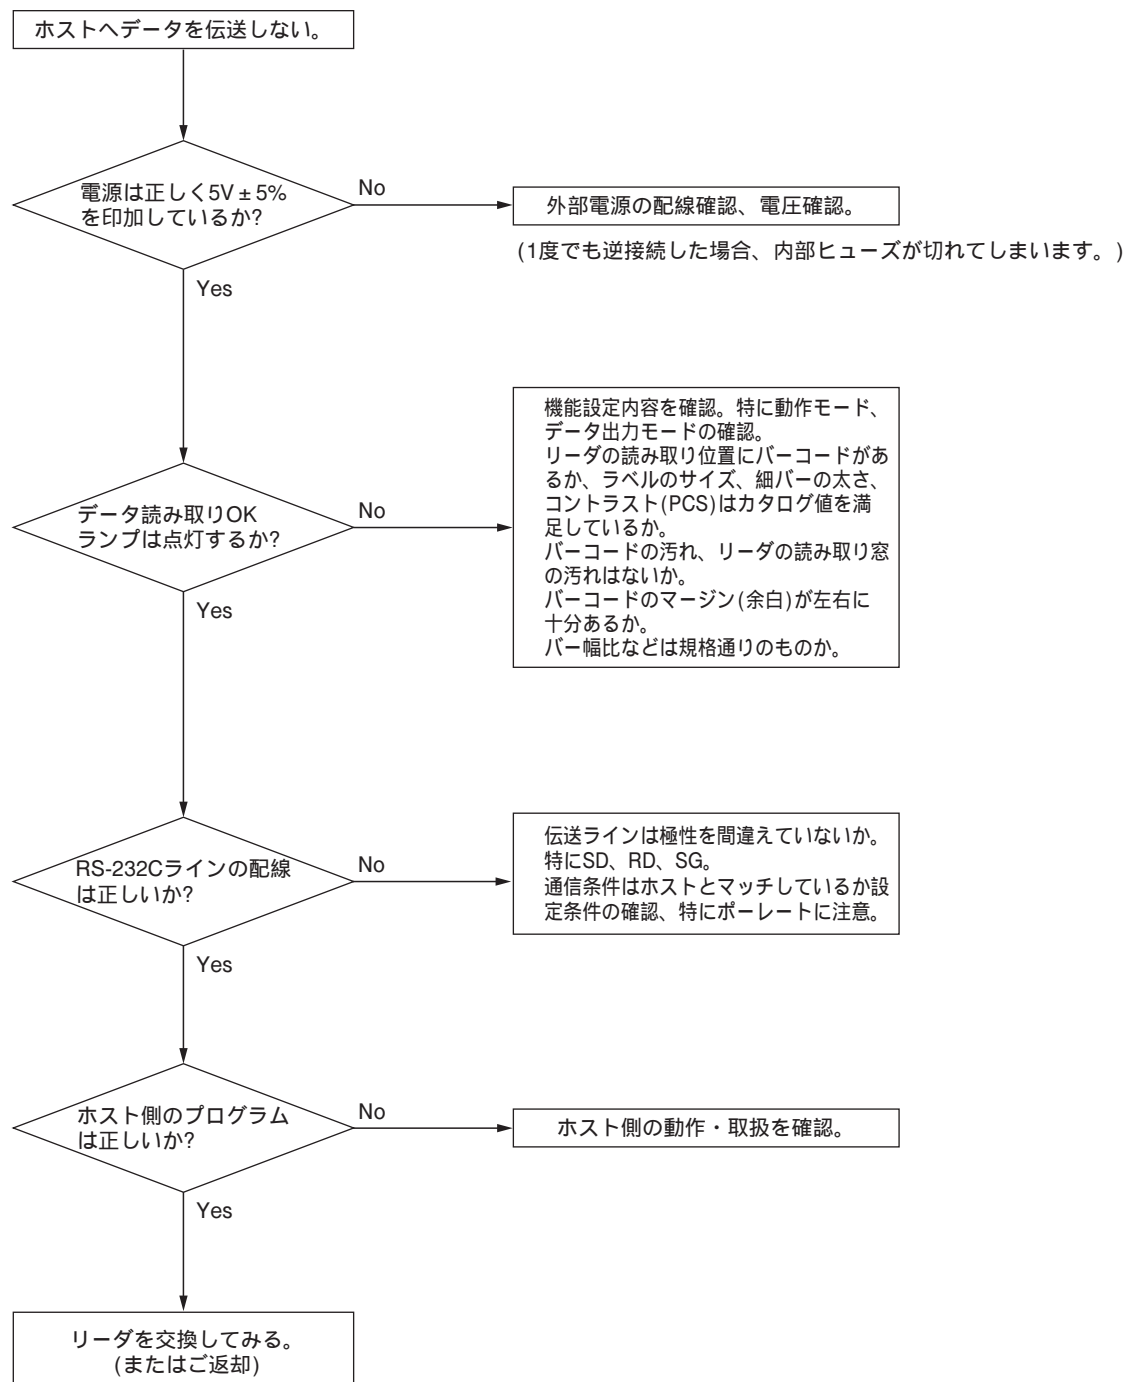 ホストへデータを伝送しない。
電源は正しく5V±5%
を印加しているか?
No
外部電源の配線確認、電圧確認。
(1度でも逆接続した場合、内部ヒューズが切れてしまいます。)
Yes
データ読み取りOK
ランプは点灯するか?
No
機能設定内容を確認。特に動作モード、
データ出力モードの確認。
リーダの読み取り位置にバーコードがあ
るか、ラベルのサイズ、細バーの太さ、
コントラスト(PCS)はカタログ値を満
足しているか。
バーコードの汚れ、リーダの読み取り窓
の汚れはないか。
バーコードのマージン(余白)が左右に
十分あるか。
バー幅比などは規格通りのものか。
Yes
RS-232Cラインの配線
は正しいか?
No
伝送ラインは極性を間違えていないか。
特にSD、RD、SG。
通信条件はホストとマッチしているか設
定条件の確認、特にボーレートに注意。
Yes
ホスト側のプログラム
は正しいか?
No
ホスト側の動作・取扱を確認。
Yes
リーダを交換してみる。
(またはご返却)